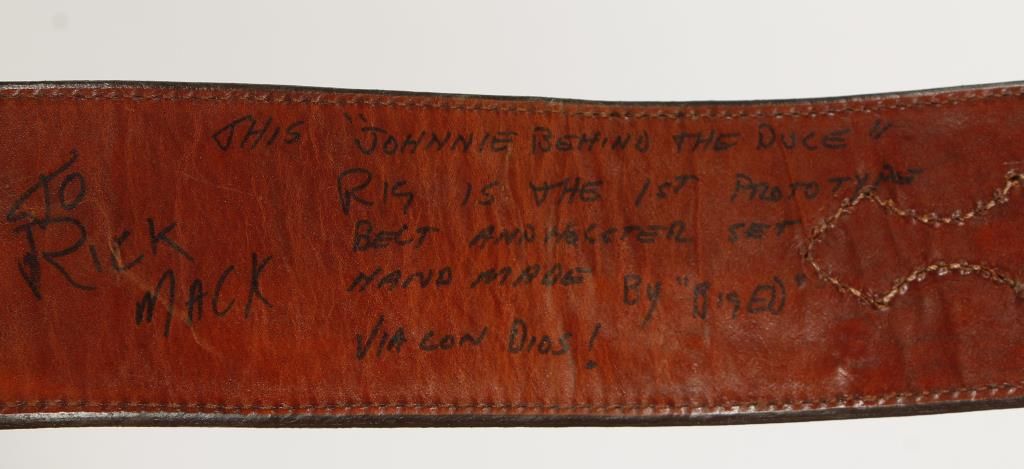 TO
RICK
MACK
THIS "JOHNNIE BEHIND THE DUCE"
RIG IS THE 1ST PROTOTYPE
BELT AND HOLSTER SET
HAND MADE BY "BIG ED"
VIA CON DIOS!